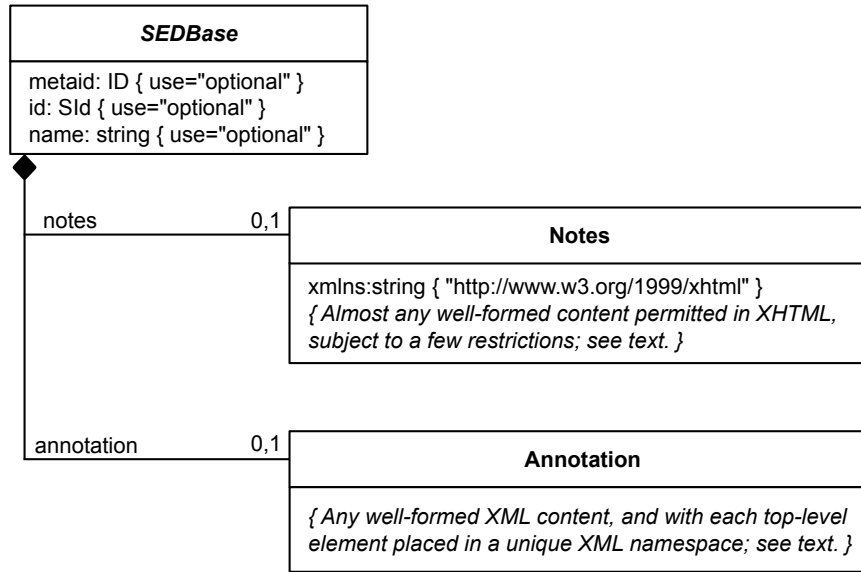 SEDBase
metaid: ID { use="optional" }
id: SId { use="optional" }
name: string { use="optional" }
notes
0,1
Notes
xmlns:string { "http://www.w3.org/1999/xhtml" }
{ Almost any well-formed content permitted in XHTML,
subject to a few restrictions; see text. }
annotation
0,1
Annotation
{ Any well-formed XML content, and with each top-level
element placed in a unique XML namespace; see text. }